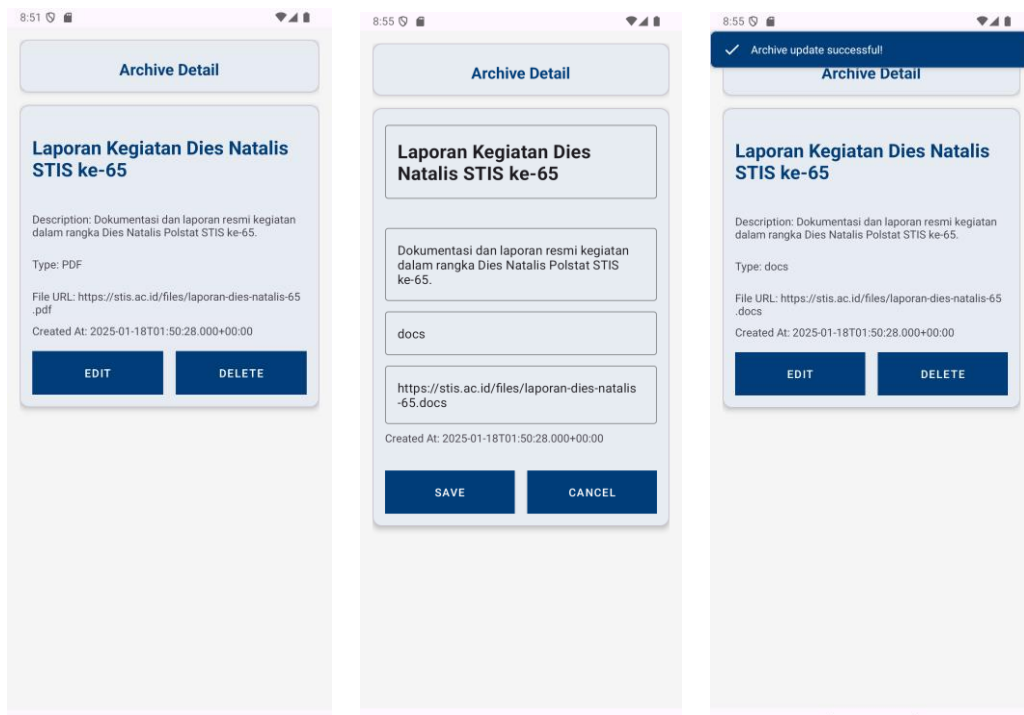 8:51
Archive Detail
Laporan Kegiatan Dies Natalis
STIS ke-65
Description: Dokumentasi dan laporan resmi kegiatan
dalam rangka Dies Natalis Polstat STIS ke-65.
Type: PDF
File URL: https://stis.ac.id/files/laporan-dies-natalis-65
.pdf
Created At: 2025-01-18T01:50:28.000+00:00
EDIT
DELETE
8:55
Archive Detail
Laporan Kegiatan Dies
Natalis STIS ke-65
Dokumentasi dan laporan resmi kegiatan
dalam rangka Dies Natalis Polstat STIS
ke-65.
docs
https://stis.ac.id/files/laporan-dies-natalis
-65.docs
Created At: 2025-01-18T01:50:28.000+00:00
SAVE
CANCEL
8:55
Archive update successful!
Archive Detail
Laporan Kegiatan Dies Natalis
STIS ke-65
Description: Dokumentasi dan laporan resmi kegiatan
dalam rangka Dies Natalis Polstat STIS ke-65.
Type: docs
File URL: https://stis.ac.id/files/laporan-dies-natalis-65
.docs
Created At: 2025-01-18T01:50:28.000+00:00
EDIT
DELETE